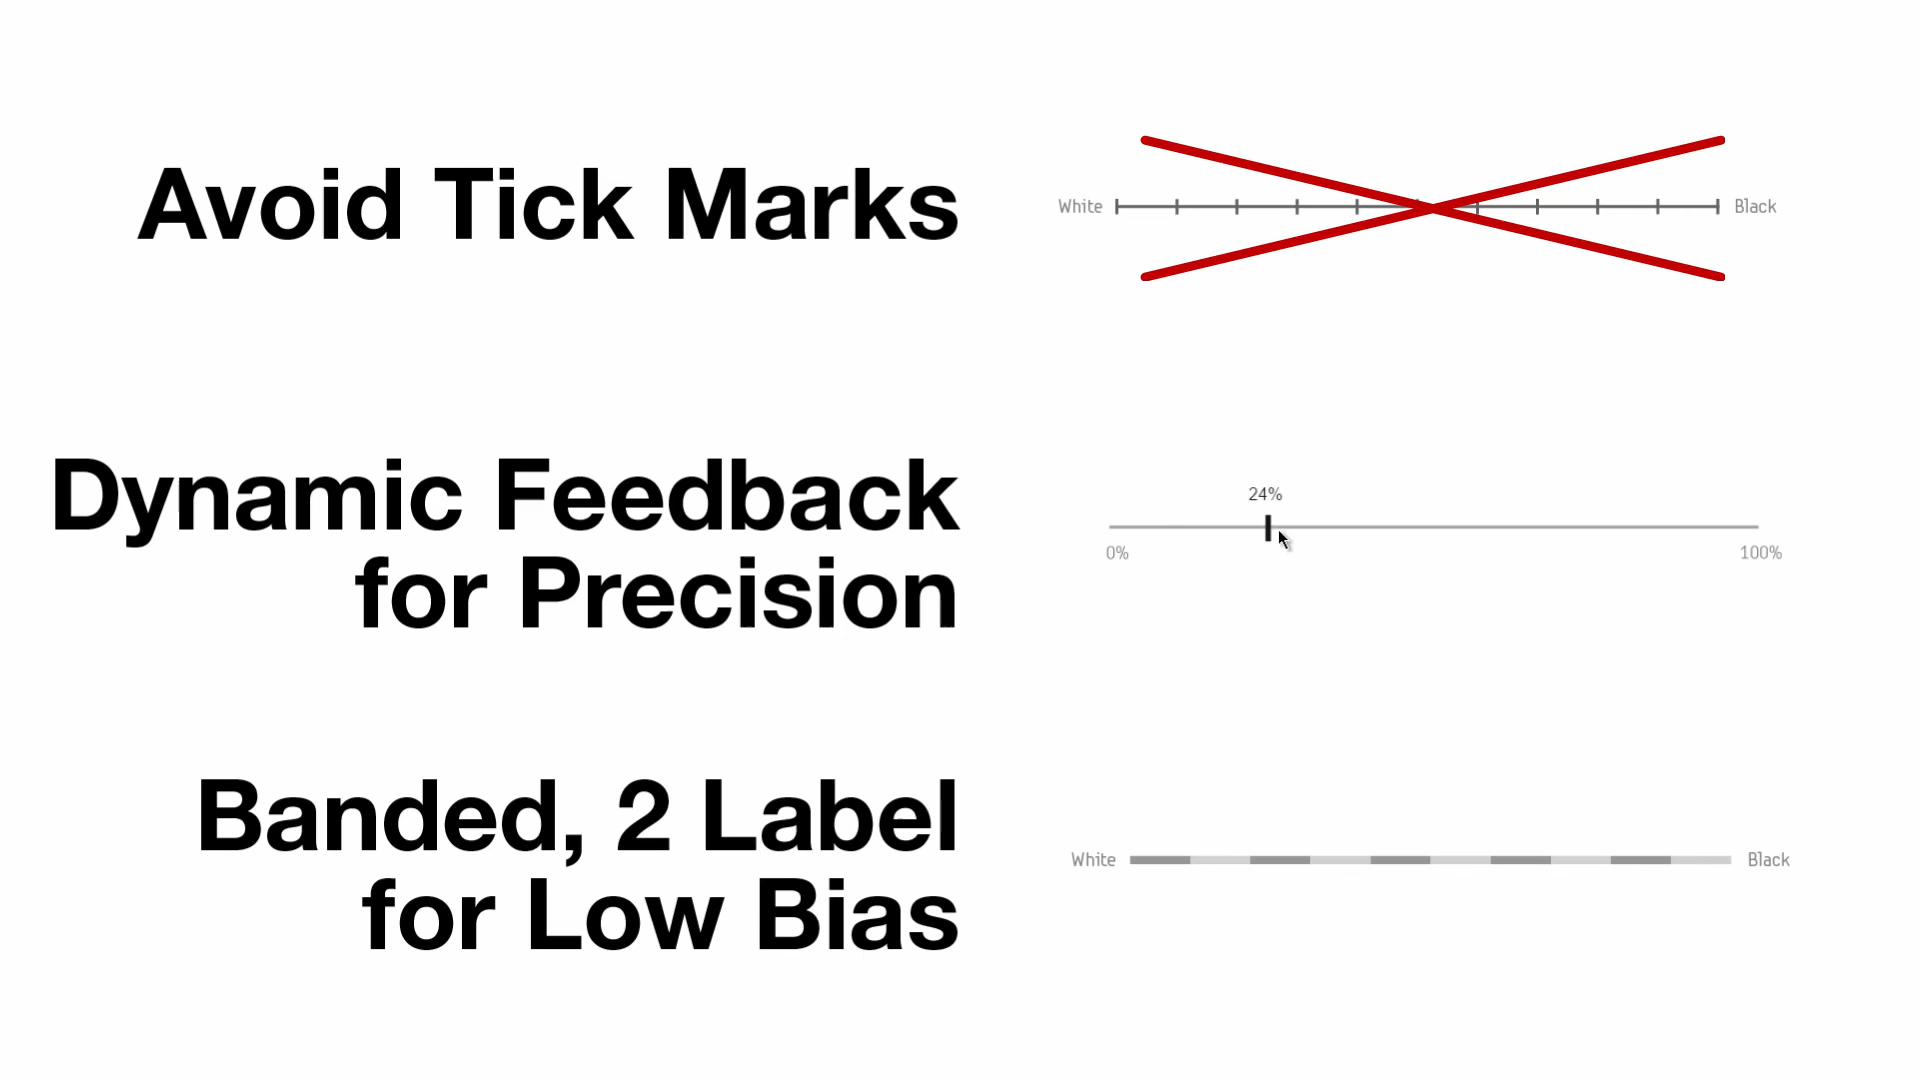 Avoid Tick Marks
White Black
Dynamic Feedback
for Precision
24%
0% 100%
Banded, 2 Label
for Low Bias
White Black